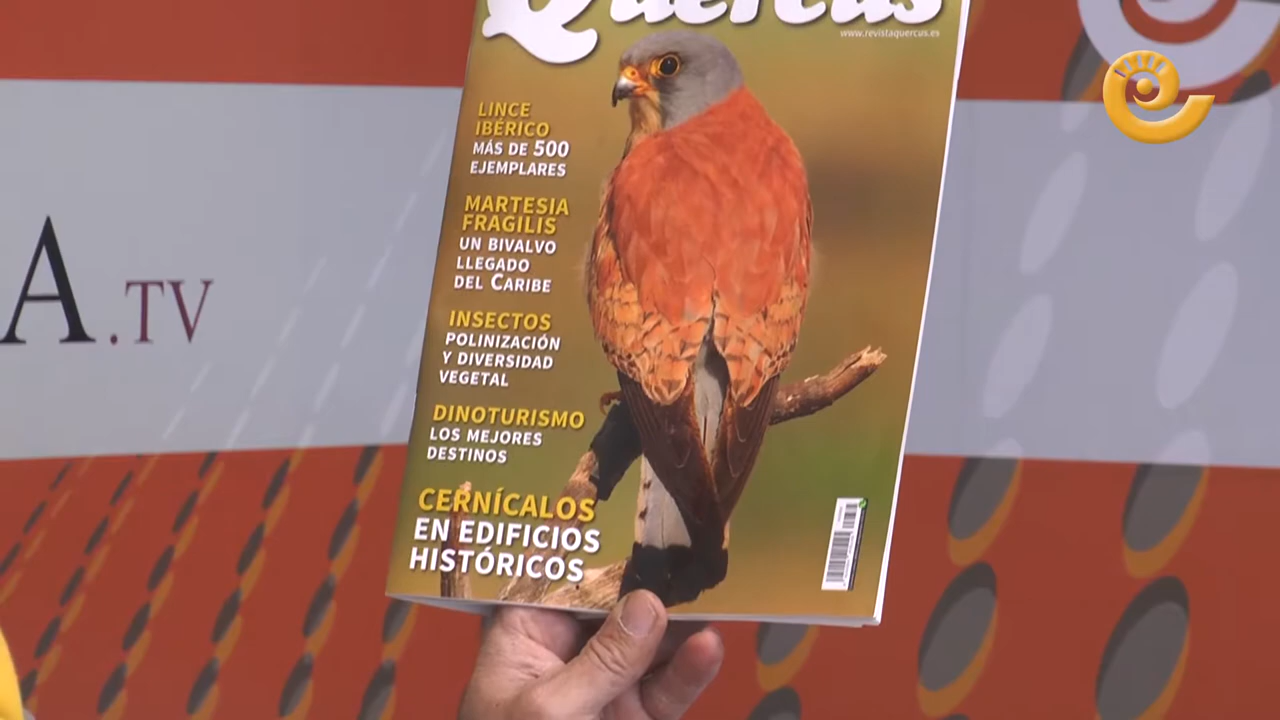 Quercus
www.revistaquercus.es
LINCE
IBÉRICO
MÁS DE 500
EJEMPLARES
MARTESIA
FRAGILIS
UN BIVALVO
LLEGADO
DEL CARIBE
INSECTOS
POLINIZACIÓN
Y DIVERSIDAD
VEGETAL
DINOTURISMO
LOS MEJORES
DESTINOS
CERNÍCALOS
EN EDIFICIOS
HISTÓRICOS
A.TV